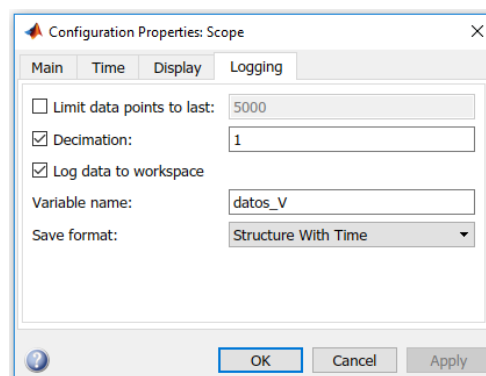 Configuration Properties: Scope
Main Time Display Logging
Limit data points to last: 5000
Decimation: 1
Log data to workspace
Variable name: datos_V
Save format: Structure With Time
? OK Cancel Apply